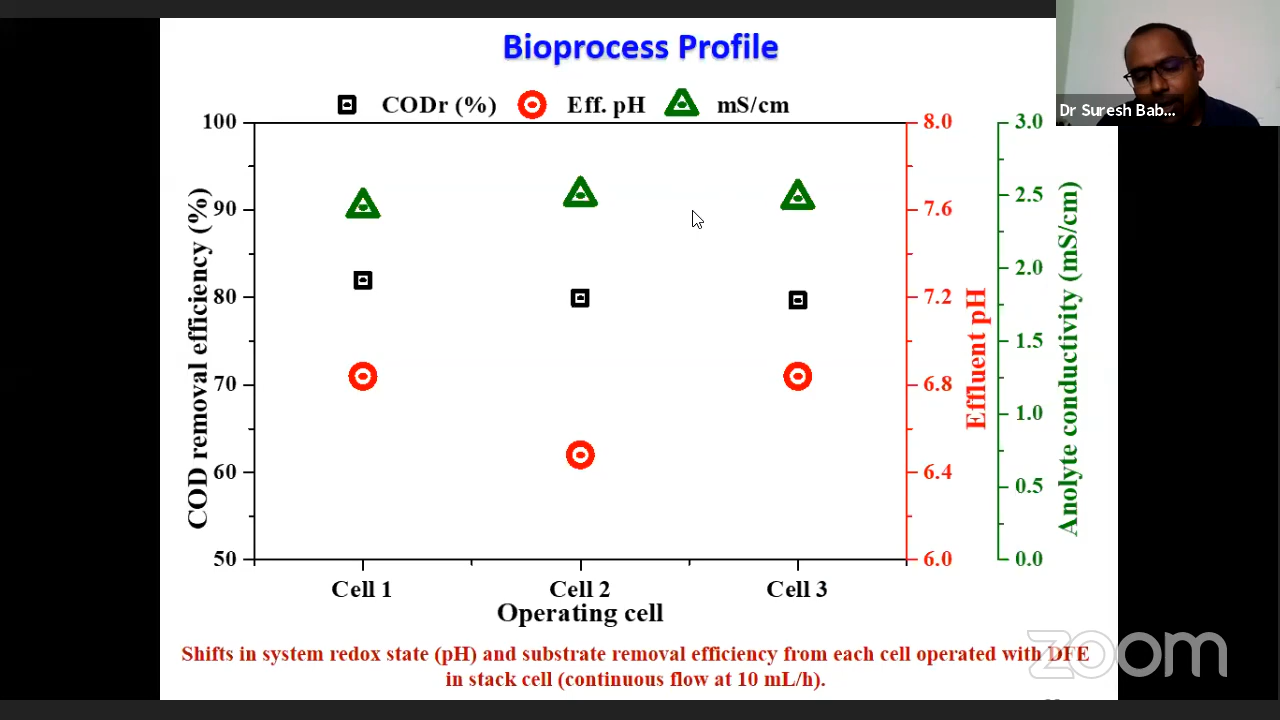 Bioprocess Profile
CODr (%) Eff. pH mS/cm
Dr Suresh Bab...
100
90
80
70
60
50
COD removal efficiency (%)
8.0
7.6
7.2
6.8
6.4
6.0
Effluent pH
3.0
2.5
2.0
1.5
1.0
0.5
0.0
Anolyte conductivity (mS/cm)
Cell 1 Cell 2 Cell 3
Operating cell
Shifts in system redox state (pH) and substrate removal efficiency from each cell operated with DFE
in stack cell (continuous flow at 10 mL/h).
zoom